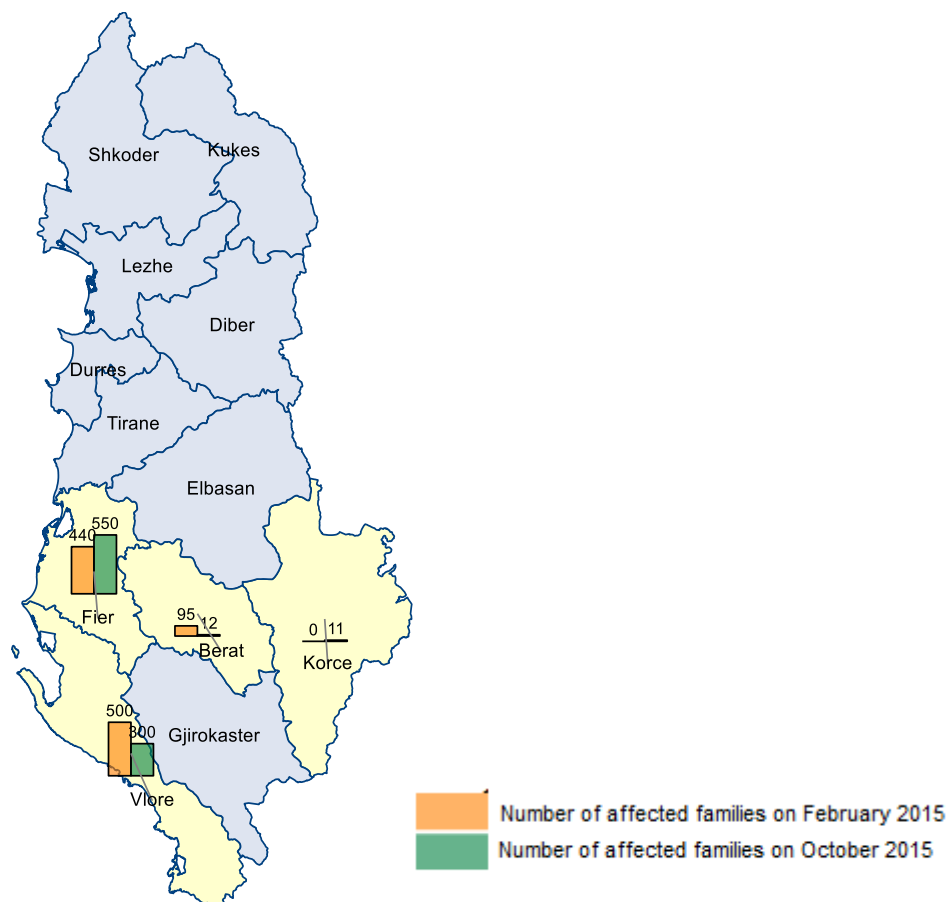 Shkoder
Kukes
Lezhe
Diber
Durres
Tirane
Elbasan
550
440
Fier
95
12
Berat
0
11
Korce
500
300
Gjirokaster
Vlore
Number of affected families on February 2015
Number of affected families on October 2015